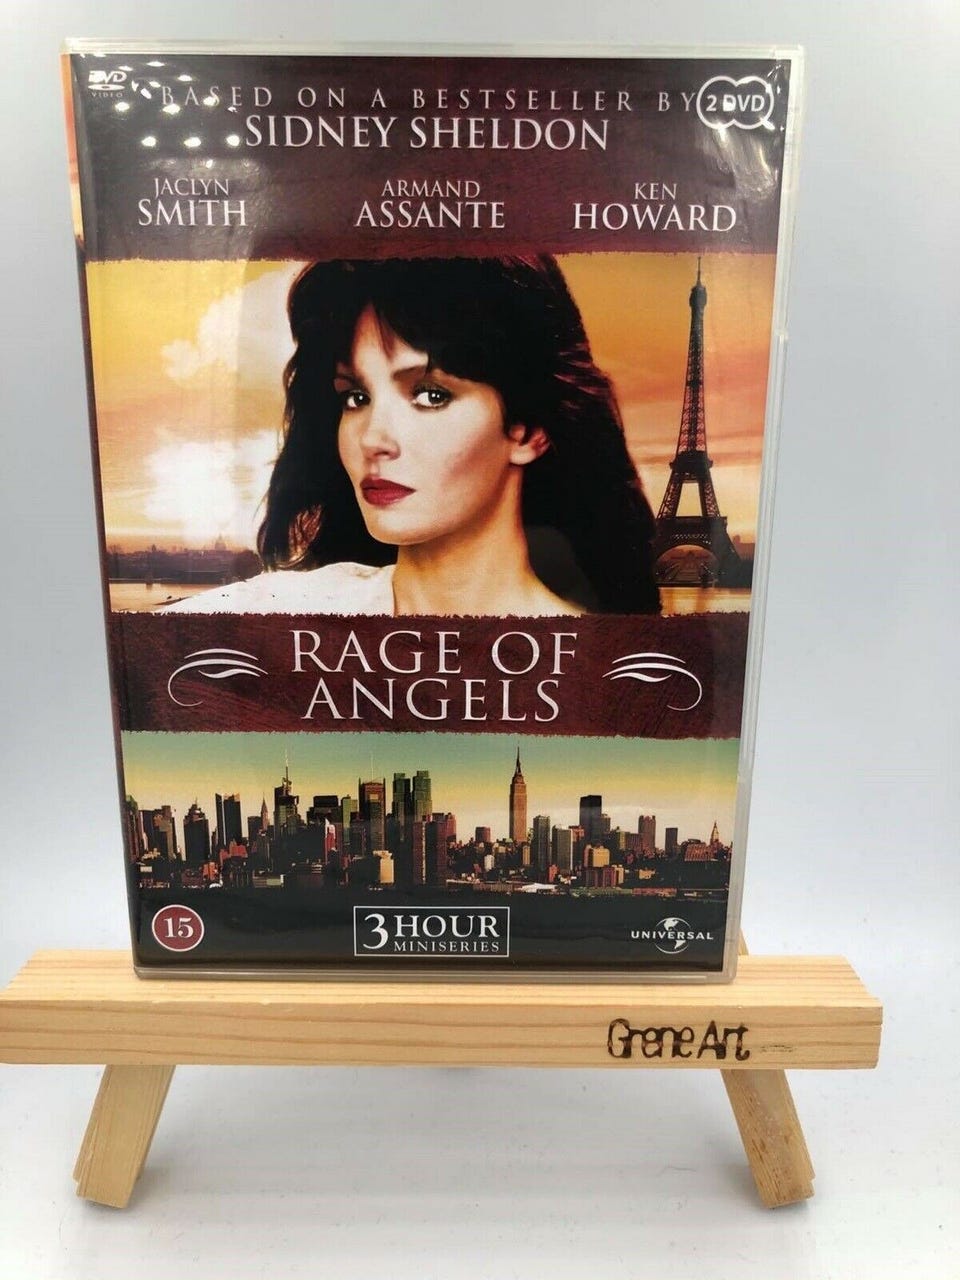 DVD
VIDEO
BASED ON A BESTSELLER BY
2 DVD
SIDNEY SHELDON
JACLYN
SMITH
ARMAND
ASSANTE
KEN
HOWARD
RAGE OF
ANGELS
15
3 HOUR
MINISERIES
UNIVERSAL
Grene Art